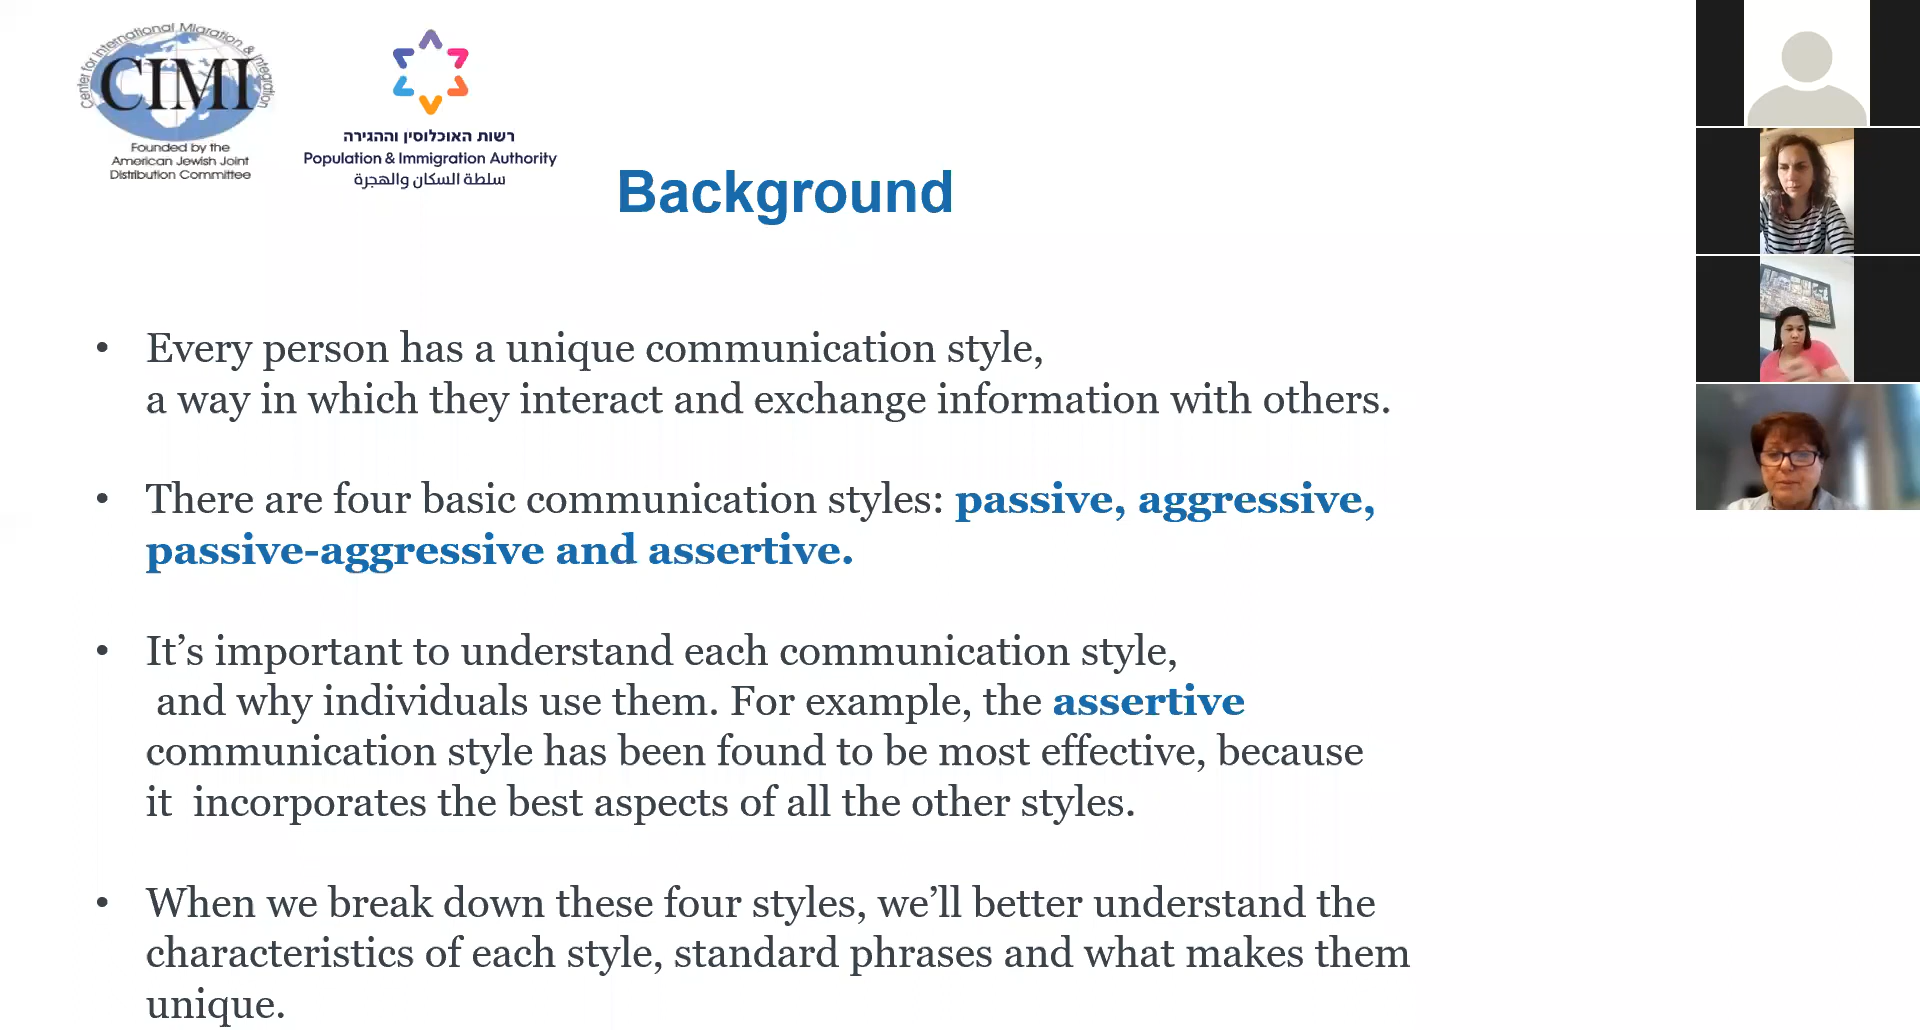 Center for International Migration & Integration
CIMI
Founded by the
American Jewish Joint
Distribution Committee
רשות האוכלוסין וההגירה
Population & Immigration Authority
سلطة السكان والهجرة
Background
• Every person has a unique communication style,
a way in which they interact and exchange information with others.
• There are four basic communication styles: passive, aggressive,
passive-aggressive and assertive.
• It’s important to understand each communication style,
and why individuals use them. For example, the assertive
communication style has been found to be most effective, because
it  incorporates the best aspects of all the other styles.
• When we break down these four styles, we’ll better understand the
characteristics of each style, standard phrases and what makes them
unique.